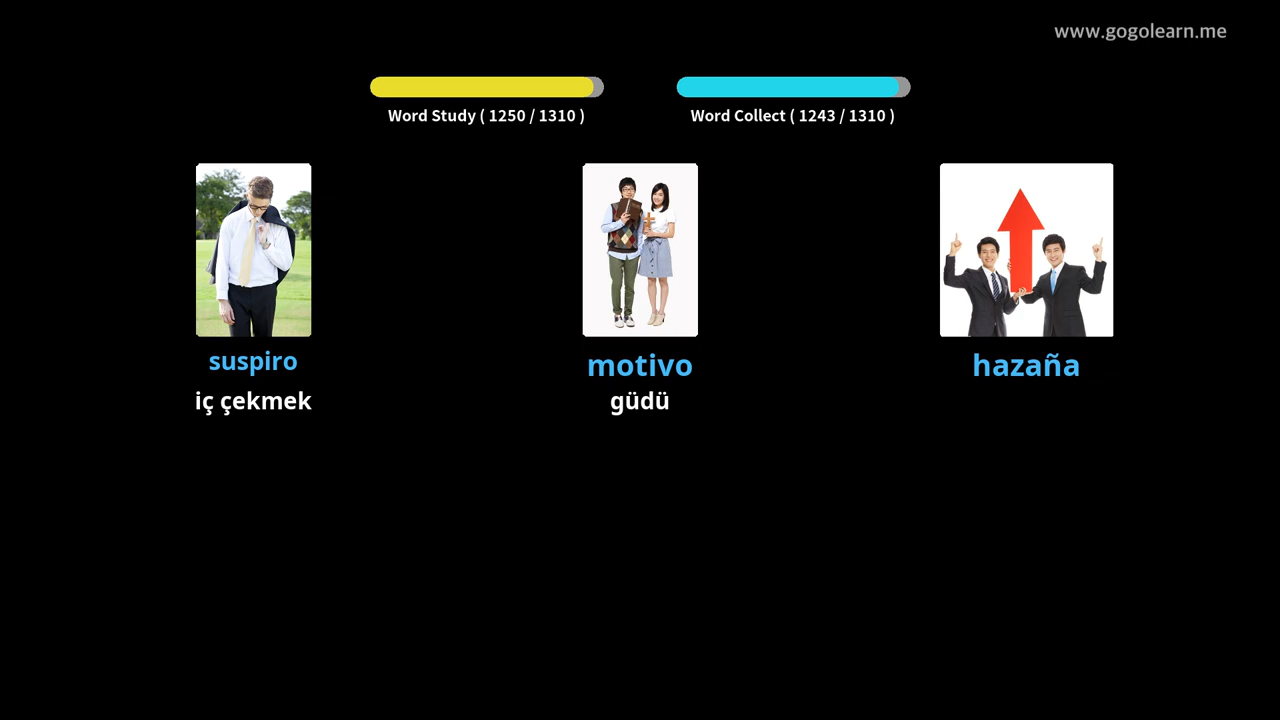 www.gogolearn.me
Word Study ( 1250 / 1310 )
Word Collect ( 1243 / 1310 )
suspiro
iç çekmek
motivo
güdü
hazaña